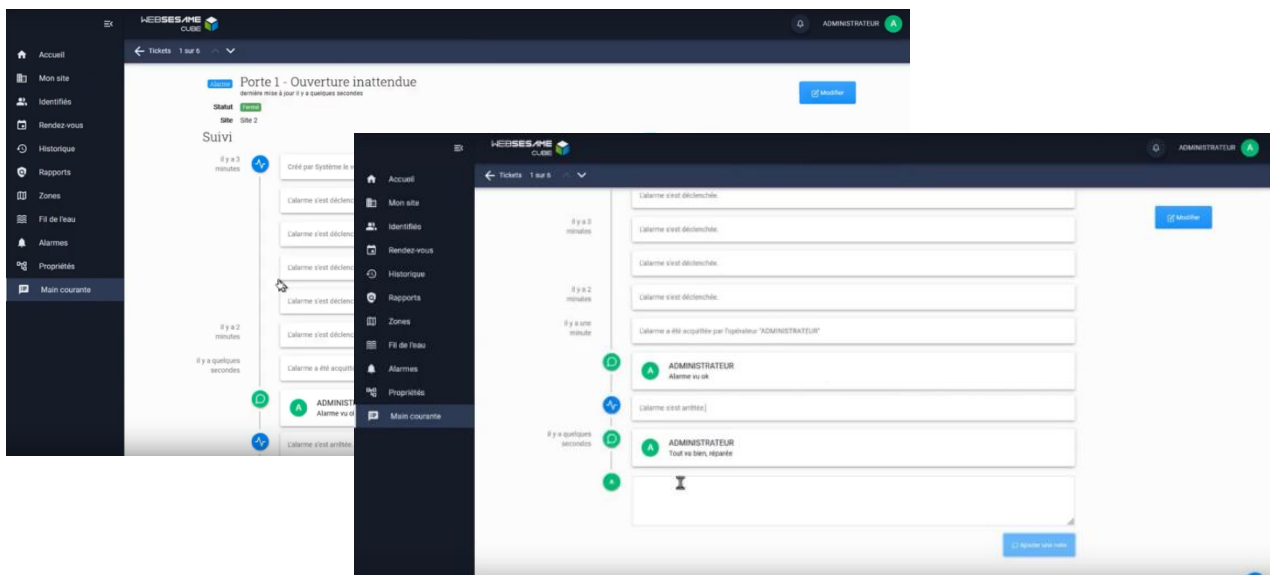 WEBSESAME
CUBE
ADMINISTRATEUR A
Tickets 1 sur 6
Accueil
Mon site
Identifiés
Rendez-vous
Historique
Rapports
Zones
Fil de l'eau
Alarmes
Propriétés
Main courante
Alarme Porte 1 - Ouverture inattendue
dernière mise à jour il y a quelques secondes
Modifier
Statut Fermé
Site Site 2
Suivi
il y a 3
minutes
Créé par Système le
L'alarme s'est déclenc
L'alarme s'est déclenc
L'alarme s'est déclenc
L'alarme s'est déclenc
il y a 2
minutes
L'alarme s'est déclenc
il y a quelques
secondes
L'alarme a été acquitt
A ADMINIST
Alarme vu o
L'alarme s'est arrêtée.
WEBSESAME
CUBE
ADMINISTRATEUR A
Tickets 1 sur 6
Accueil
Mon site
Identifiés
Rendez-vous
Historique
Rapports
Zones
Fil de l'eau
Alarmes
Propriétés
Main courante
Modifier
L'alarme s'est déclenchée.
il y a 3
minutes
L'alarme s'est déclenchée.
L'alarme s'est déclenchée.
il y a 2
minutes
L'alarme s'est déclenchée.
il y a une
minute
L'alarme a été acquittée par l'opérateur "ADMINISTRATEUR"
A ADMINISTRATEUR
Alarme vu ok
L'alarme s'est arrêtée.
il y a quelques
secondes
A ADMINISTRATEUR
Tout va bien, réparée
A
Ajouter une note